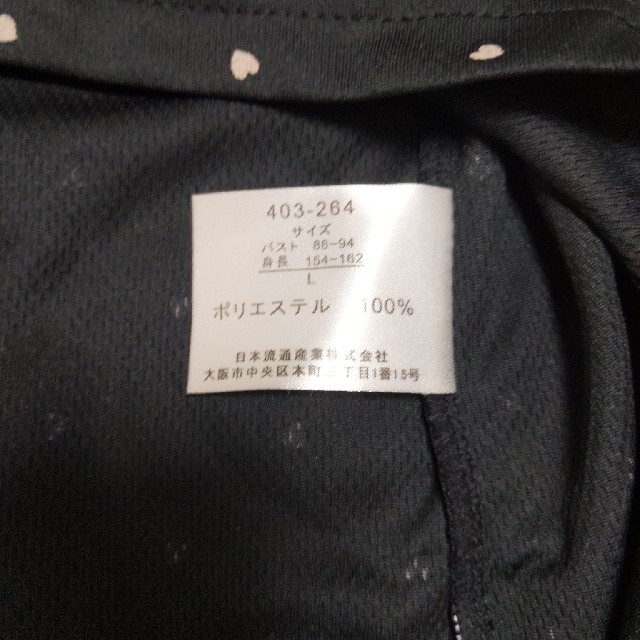 403-264
サイズ
バスト 86-94
身長 154-162
L
ポリエステル 100%
日本流通産業株式会社
大阪市中央区本町三丁目1番15号